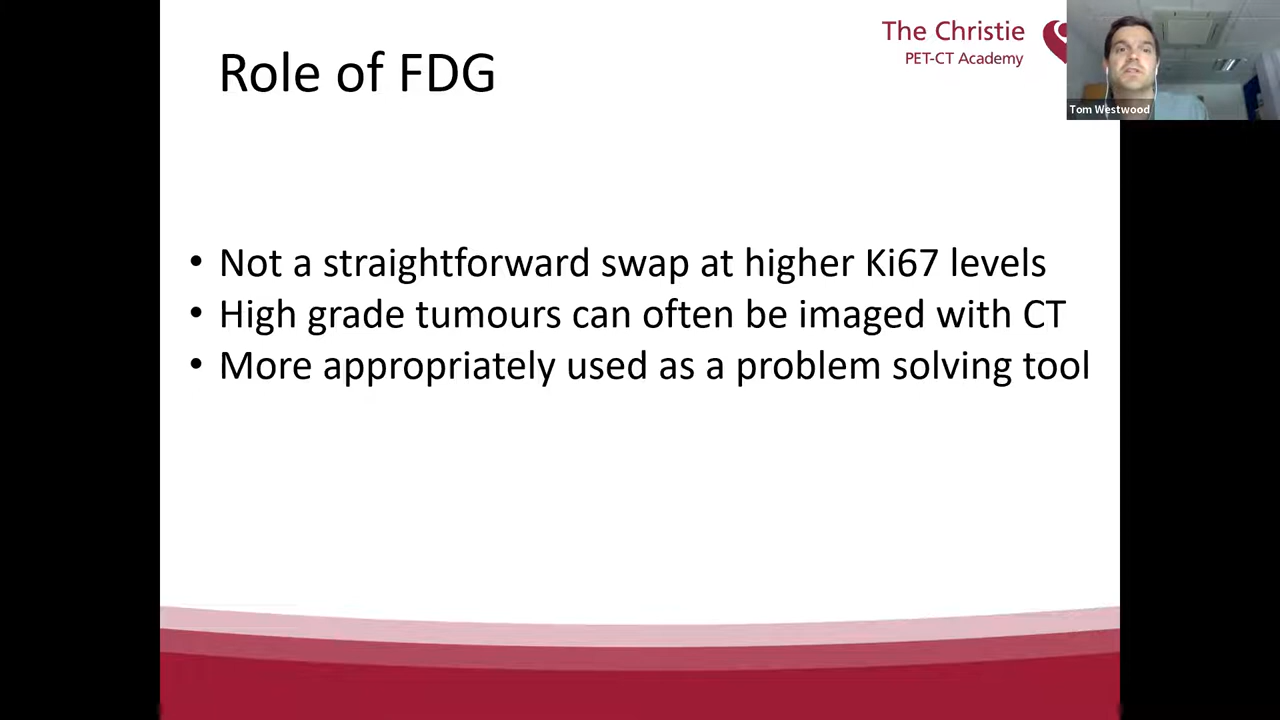 Role of FDG
The Christie
PET-CT Academy
Tom Westwood
• Not a straightforward swap at higher Ki67 levels
• High grade tumours can often be imaged with CT
• More appropriately used as a problem solving tool